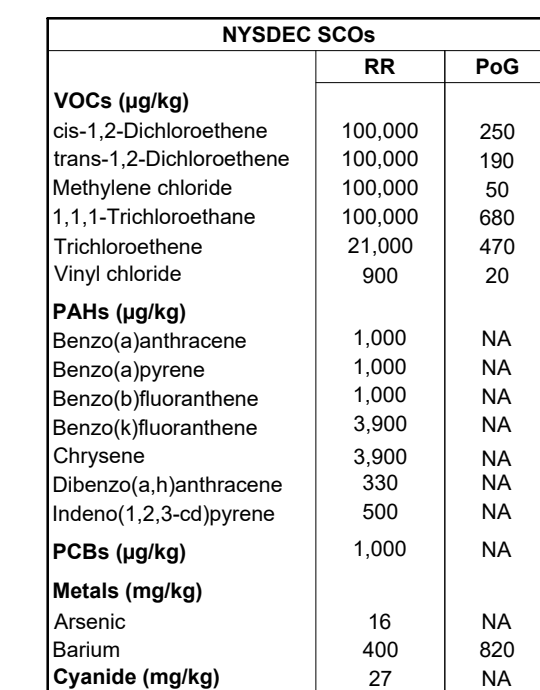 NYSDEC SCOs
RR PoG
VOCs (µg/kg)
cis-1,2-Dichloroethene 100,000 250
trans-1,2-Dichloroethene 100,000 190
Methylene chloride 100,000 50
1,1,1-Trichloroethane 100,000 680
Trichloroethene 21,000 470
Vinyl chloride 900 20
PAHs (µg/kg)
Benzo(a)anthracene 1,000 NA
Benzo(a)pyrene 1,000 NA
Benzo(b)fluoranthene 1,000 NA
Benzo(k)fluoranthene 3,900 NA
Chrysene 3,900 NA
Dibenzo(a,h)anthracene 330 NA
Indeno(1,2,3-cd)pyrene 500 NA
PCBs (µg/kg) 1,000 NA
Metals (mg/kg)
Arsenic 16 NA
Barium 400 820
Cyanide (mg/kg) 27 NA